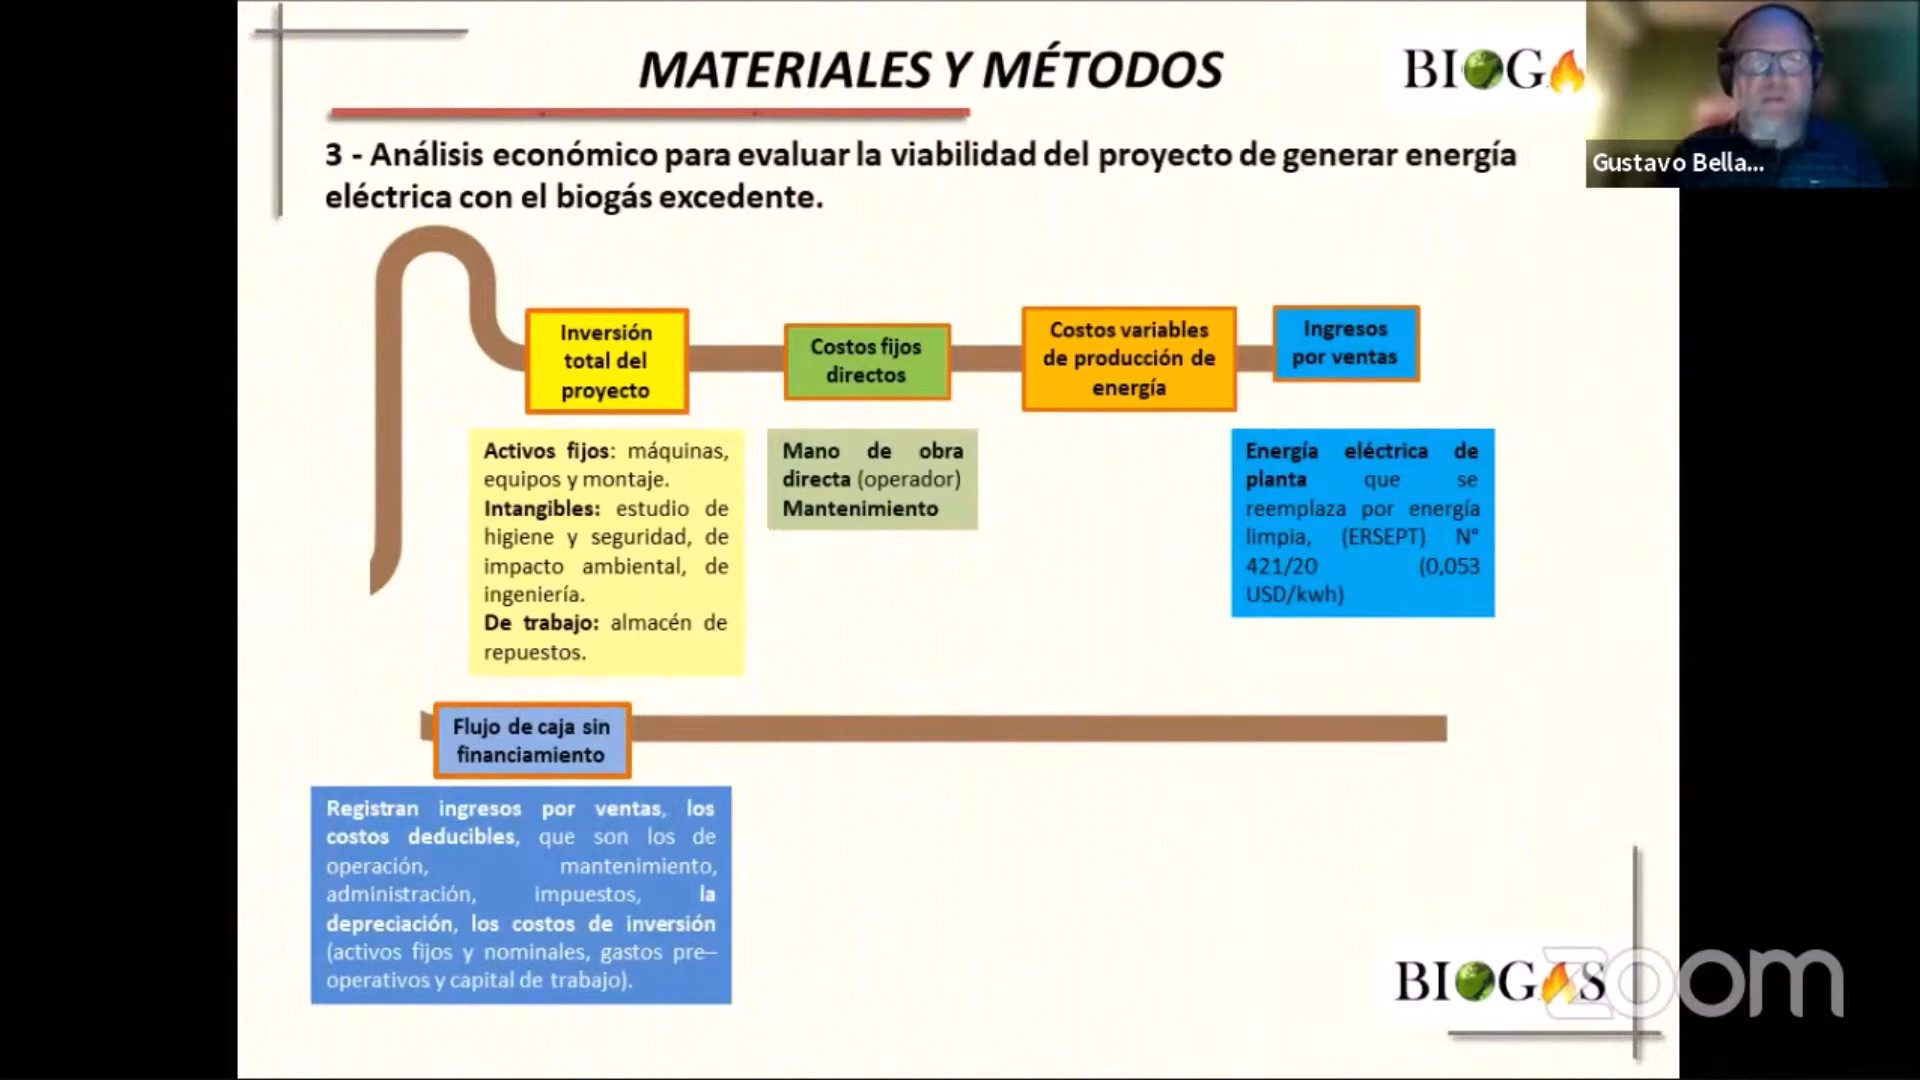 MATERIALES Y MÉTODOS
BIOGA
Gustavo Bella...
3 - Análisis económico para evaluar la viabilidad del proyecto de generar energía
eléctrica con el biogás excedente.
Inversión
total del
proyecto
Costos fijos
directos
Costos variables
de producción de
energía
Ingresos
por ventas
Activos fijos: máquinas,
equipos y montaje.
Intangibles: estudio de
higiene y seguridad, de
impacto ambiental, de
ingeniería.
De trabajo: almacén de
repuestos.
Mano de obra
directa (operador)
Mantenimiento
Energía eléctrica de
planta que se
reemplaza por energía
limpia, (ERSEPT) N°
421/20 (0,053
USD/kwh)
Flujo de caja sin
financiamiento
Registran ingresos por ventas, los
costos deducibles, que son los de
operación, mantenimiento,
administración, impuestos, la
depreciación, los costos de inversión
(activos fijos y nominales, gastos pre–
operativos y capital de trabajo).
BIOGAS
zoom